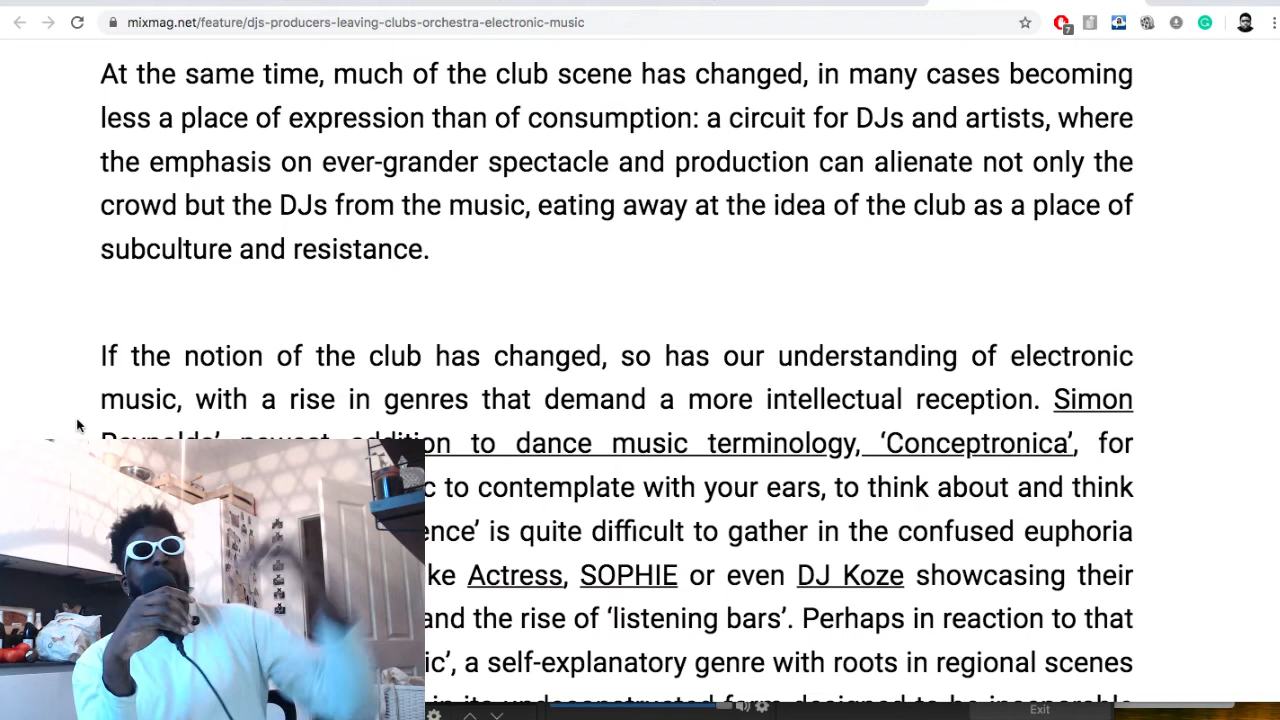 mixmag.net/feature/djs-producers-leaving-clubs-orchestra-electronic-music
7
At the same time, much of the club scene has changed, in many cases becoming
less a place of expression than of consumption: a circuit for DJs and artists, where
the emphasis on ever-grander spectacle and production can alienate not only the
crowd but the DJs from the music, eating away at the idea of the club as a place of
subculture and resistance.
If the notion of the club has changed, so has our understanding of electronic
music, with a rise in genres that demand a more intellectual reception. Simon
Reynolds' newest addition to dance music terminology, ‘Conceptronica’, for
c to contemplate with your ears, to think about and think
ence’ is quite difficult to gather in the confused euphoria
ke Actress, SOPHIE or even DJ Koze showcasing their
and the rise of ‘listening bars’. Perhaps in reaction to that
ic’, a self-explanatory genre with roots in regional scenes
Exit